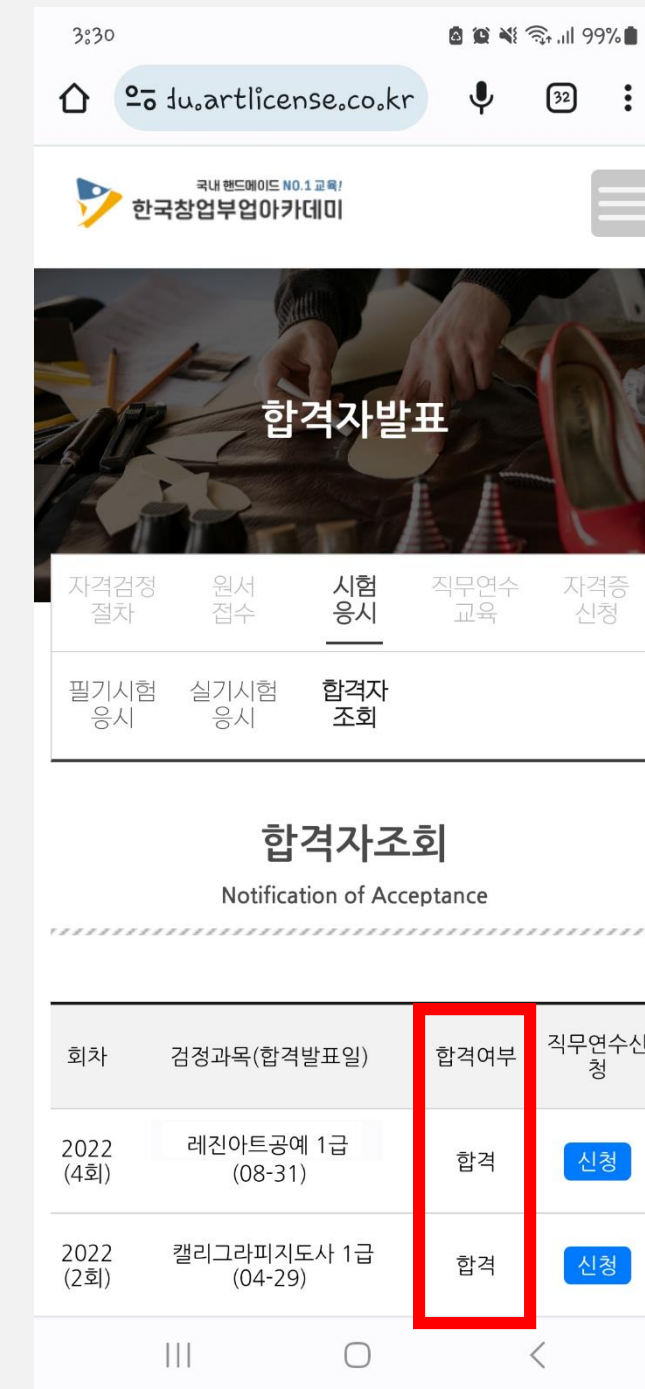 3:30
99%
du.artlicense.co.kr
32
국내 핸드메이드 NO.1 교육!
한국창업부업아카데미
합격자발표
자격검정
절차
원서
접수
시험
응시
직무연수
교육
자격증
신청
필기시험
응시
실기시험
응시
합격자
조회
합격자조회
Notification of Acceptance
회차
검정과목(합격발표일)
합격여부
직무연수신
청
2022
(4회)
레진아트공예 1급
(08-31)
합격
신청
2022
(2회)
캘리그라피지도사 1급
(04-29)
합격
신청